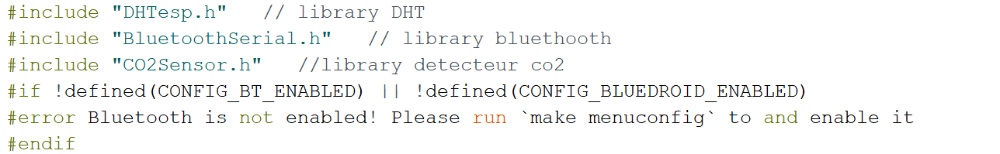 #include "DHTesp.h"   // library DHT
#include "BluetoothSerial.h"   // library bluethooth
#include "CO2Sensor.h"   //library detecteur co2
#if !defined(CONFIG_BT_ENABLED) || !defined(CONFIG_BLUEDROID_ENABLED)
#error Bluetooth is not enabled! Please run `make menuconfig` to and enable it
#endif